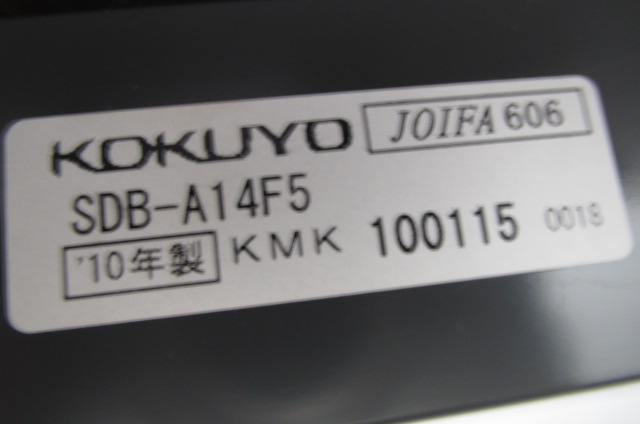 KOKUYO JOIFA 606
SDB-A14F5
'10年製 KMK 100115 0018